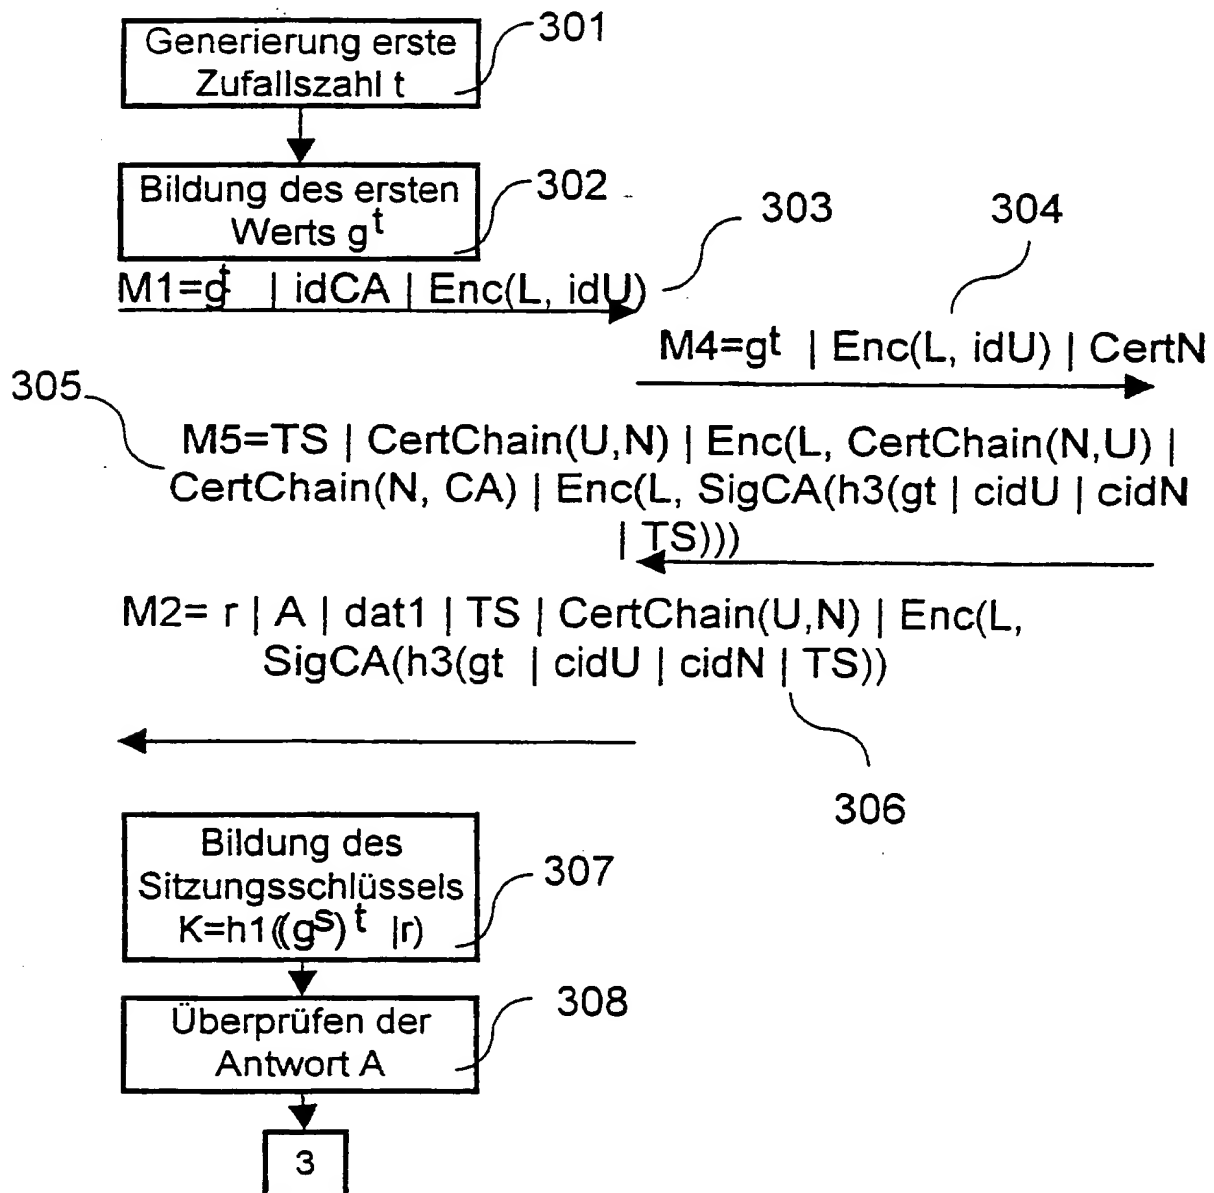 Generierung erste
Zufallszahl t
301
Bildung des ersten
Werts g^t
302
M1=g^t | idCA | Enc(L, idU)
303
304
M4=g^t | Enc(L, idU) | CertN
305
M5=TS | CertChain(U,N) | Enc(L, CertChain(N,U) |
CertChain(N, CA) | Enc(L, SigCA(h3(gt | cidU | cidN
| TS)))
M2= r | A | dat1 | TS | CertChain(U,N) | Enc(L,
SigCA(h3(gt | cidU | cidN | TS))
306
Bildung des
Sitzungsschlüssels
K=h1((g^s)^t |r)
307
Überprüfen der
Antwort A
308
3